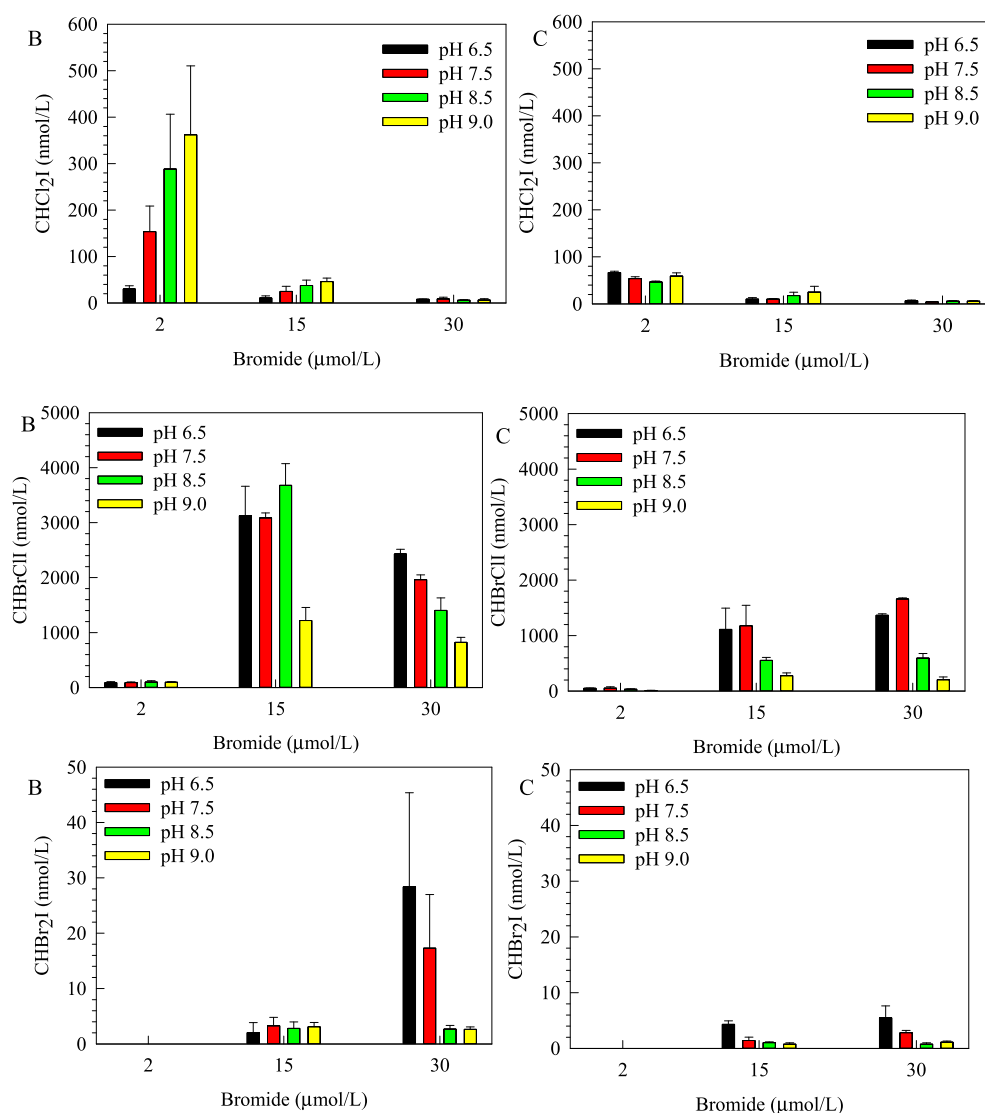 B
CHCl2I (nmol/L)
600
500
400
300
200
100
0
pH 6.5
pH 7.5
pH 8.5
pH 9.0
2 15 30
Bromide (μmol/L)
C
CHCl2I (nmol/L)
600
500
400
300
200
100
0
pH 6.5
pH 7.5
pH 8.5
pH 9.0
2 15 30
Bromide (μmol/L)
B
CHBrClI (nmol/L)
5000
4000
3000
2000
1000
0
pH 6.5
pH 7.5
pH 8.5
pH 9.0
2 15 30
Bromide (μmol/L)
C
CHBrClI (nmol/L)
5000
4000
3000
2000
1000
0
pH 6.5
pH 7.5
pH 8.5
pH 9.0
2 15 30
Bromide (μmol/L)
B
CHBr2I (nmol/L)
50
40
30
20
10
0
pH 6.5
pH 7.5
pH 8.5
pH 9.0
2 15 30
Bromide (μmol/L)
C
CHBr2I (nmol/L)
50
40
30
20
10
0
pH 6.5
pH 7.5
pH 8.5
pH 9.0
2 15 30
Bromide (μmol/L)